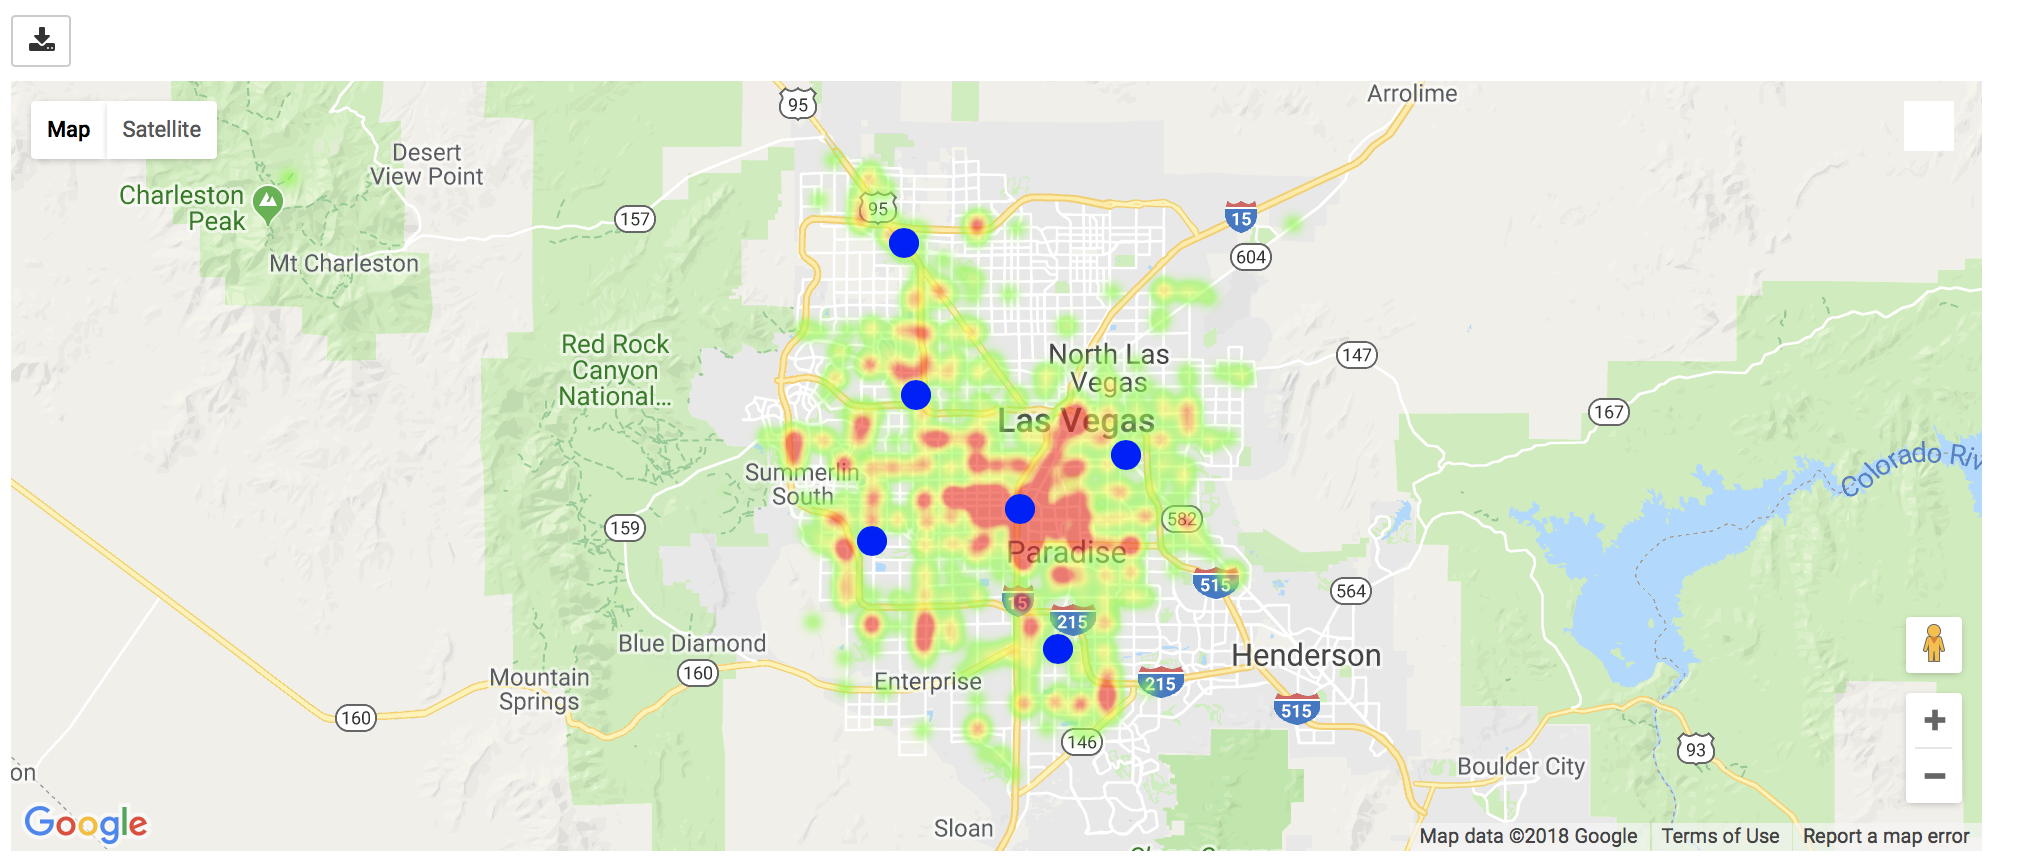 Map
Satellite
95
Arrolime
Desert
View Point
Charleston
Peak
157
95
15
604
Mt Charleston
Red Rock
Canyon
National...
North Las
Vegas
147
Las Vegas
167
Colorado Riv
Summerlin
South
159
582
Paradise
515
564
15
215
Blue Diamond
160
Henderson
Mountain
Springs
Enterprise
215
515
160
146
93
on
Boulder City
Google
Sloan
Map data ©2018 Google
Terms of Use
Report a map error